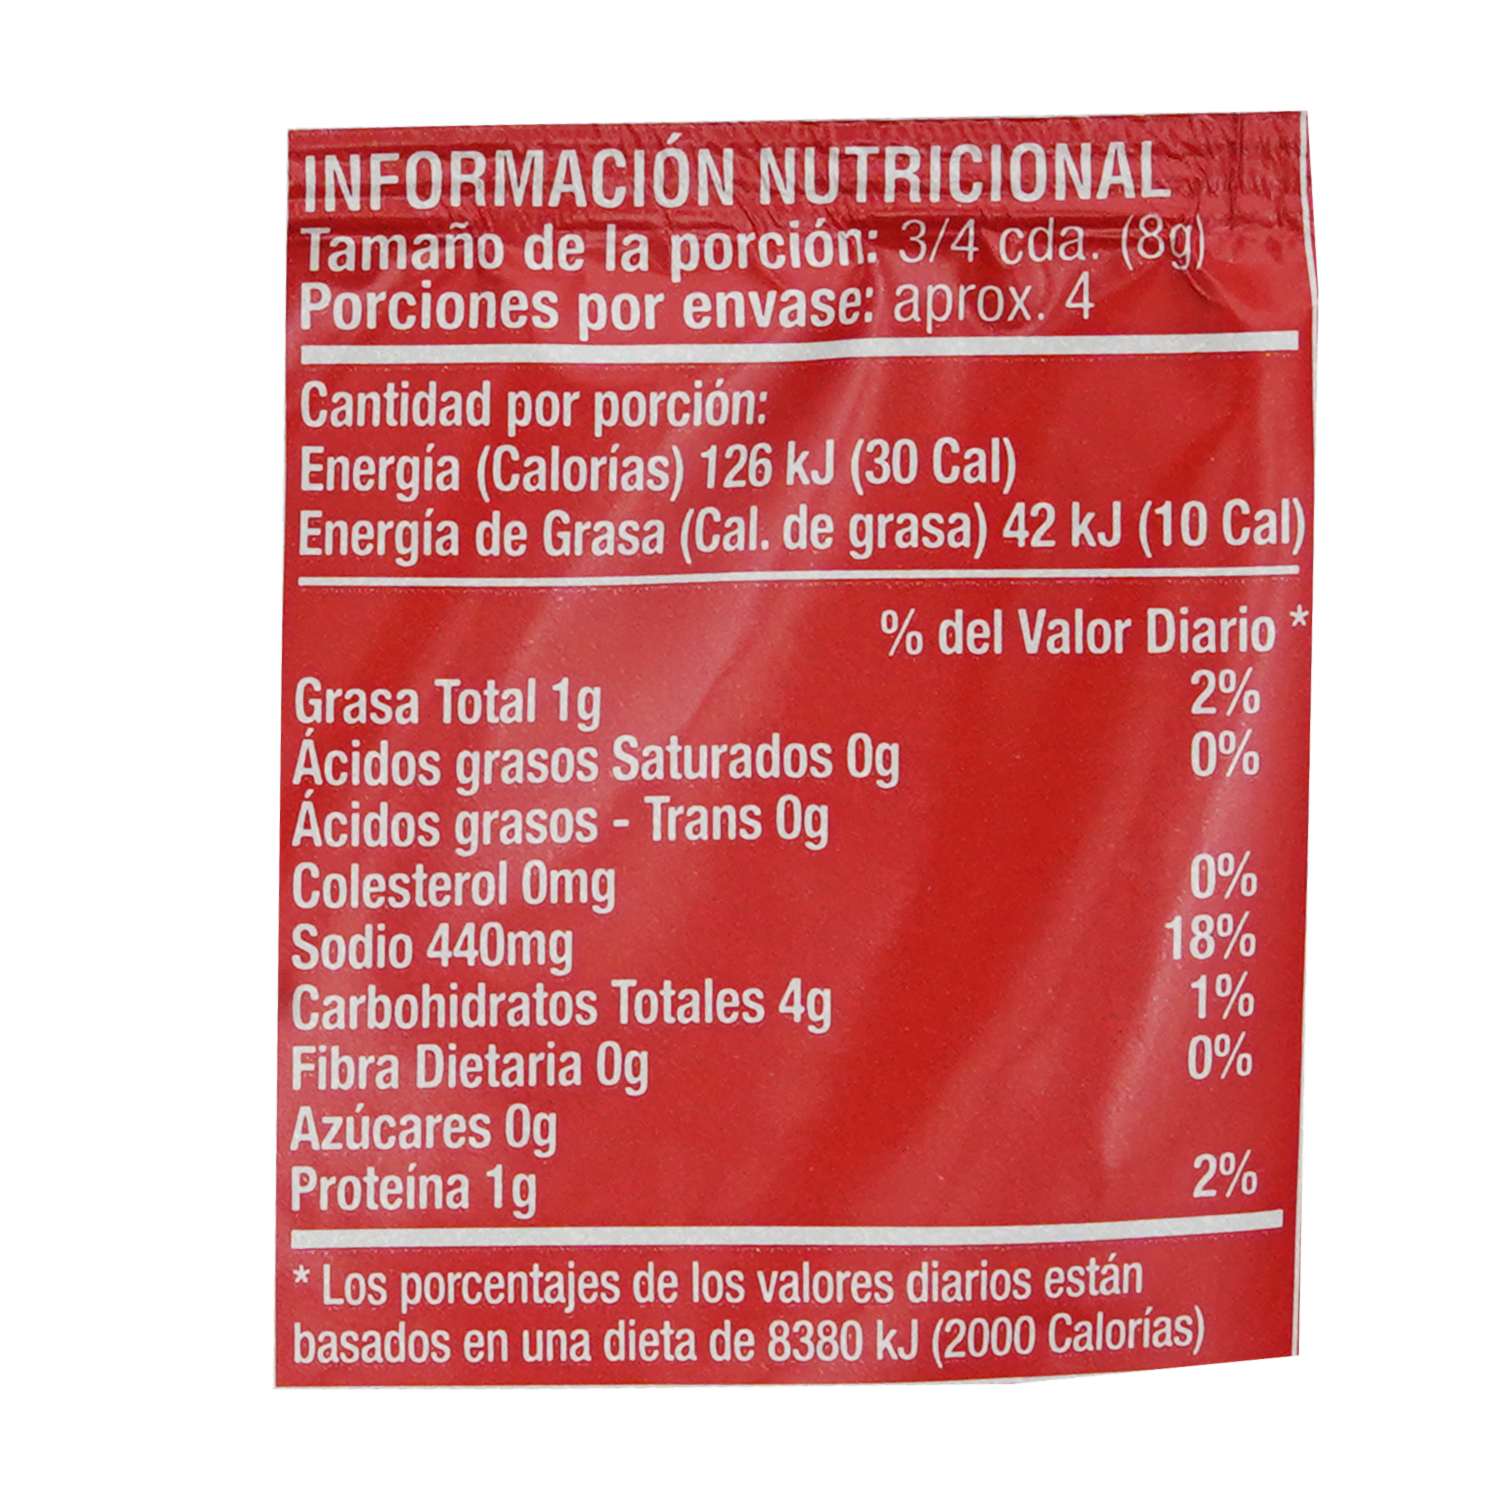 INFORMACIÓN NUTRICIONAL
Tamaño de la porción: 3/4 cda. (8g)
Porciones por envase: aprox. 4
Cantidad por porción:
Energía (Calorías) 126 kJ (30 Cal)
Energía de Grasa (Cal. de grasa) 42 kJ (10 Cal)
% del Valor Diario *
Grasa Total 1g 2%
Ácidos grasos Saturados 0g 0%
Ácidos grasos - Trans 0g
Colesterol 0mg 0%
Sodio 440mg 18%
Carbohidratos Totales 4g 1%
Fibra Dietaria 0g 0%
Azúcares 0g
Proteína 1g 2%
* Los porcentajes de los valores diarios están
basados en una dieta de 8380 kJ (2000 Calorías)